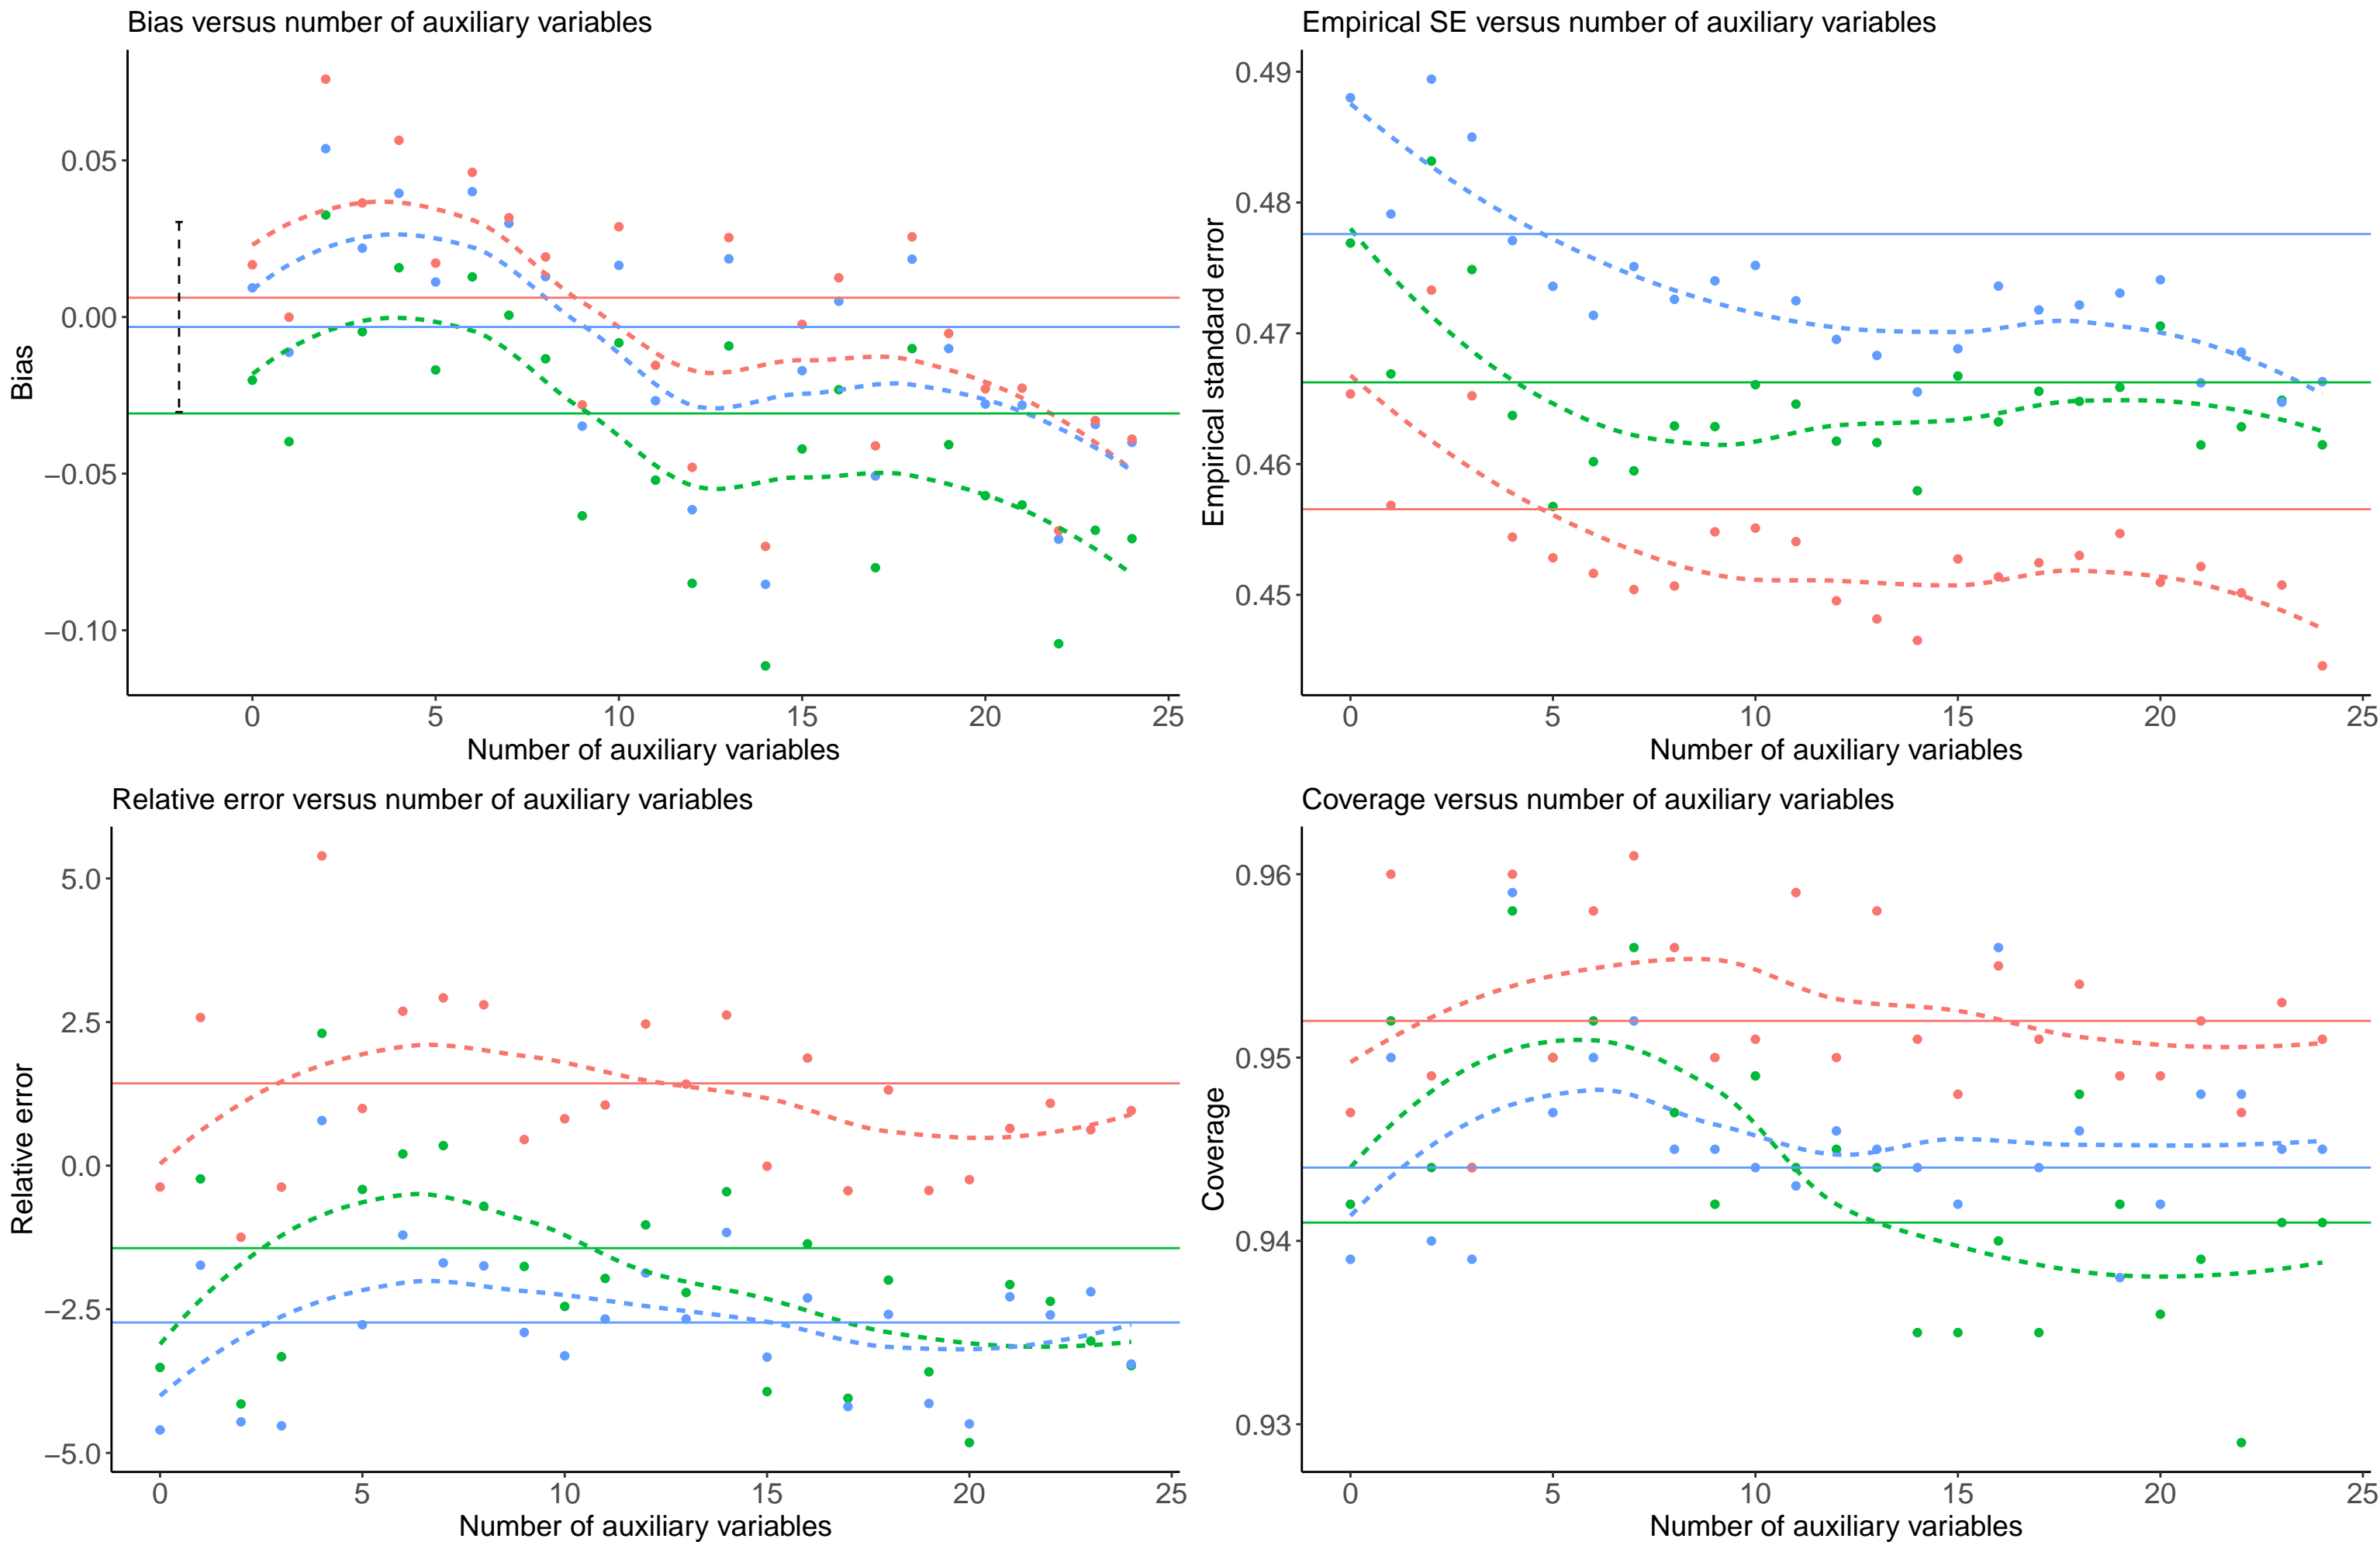 Bias versus number of auxiliary variables
0.05
0.00
−0.05
−0.10
Bias
0 5 10 15 20 25
Number of auxiliary variables
Empirical SE versus number of auxiliary variables
0.49
0.48
0.47
0.46
0.45
Empirical standard error
0 5 10 15 20 25
Number of auxiliary variables
Relative error versus number of auxiliary variables
5.0
2.5
0.0
−2.5
−5.0
Relative error
0 5 10 15 20 25
Number of auxiliary variables
Coverage versus number of auxiliary variables
0.96
0.95
0.94
0.93
Coverage
0 5 10 15 20 25
Number of auxiliary variables